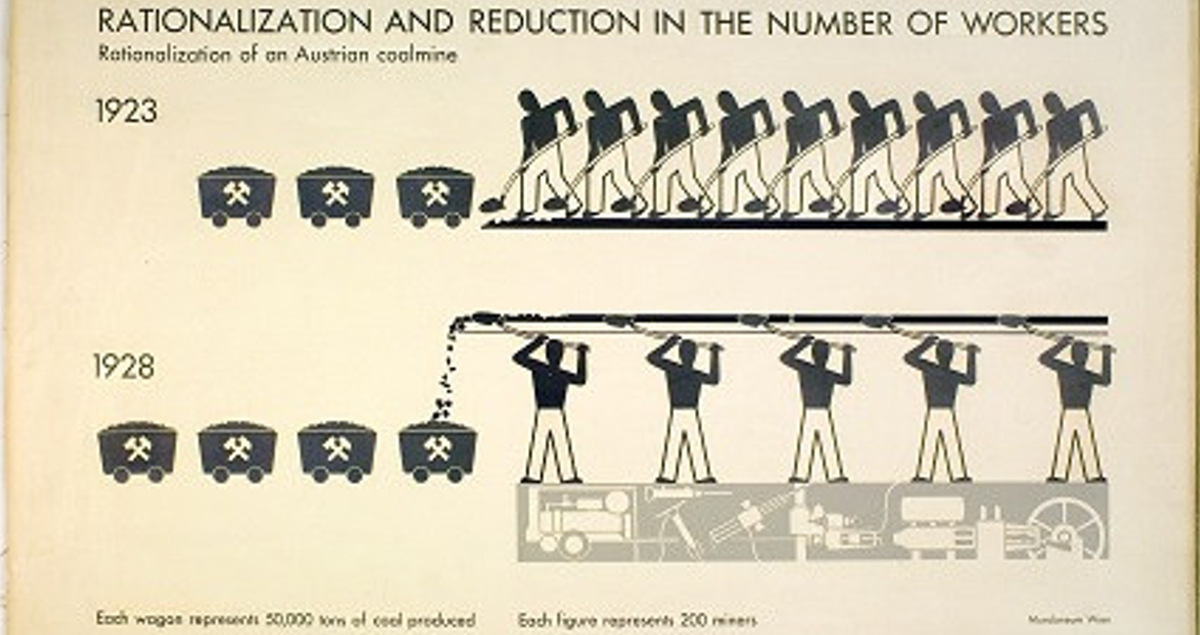 RATIONALIZATION AND REDUCTION IN THE NUMBER OF WORKERS
Rationalization of an Austrian coalmine
1923
1928
Each wagon represents 50,000 tons of coal produced
Each figure represents 200 miners
Mundaneum Wien